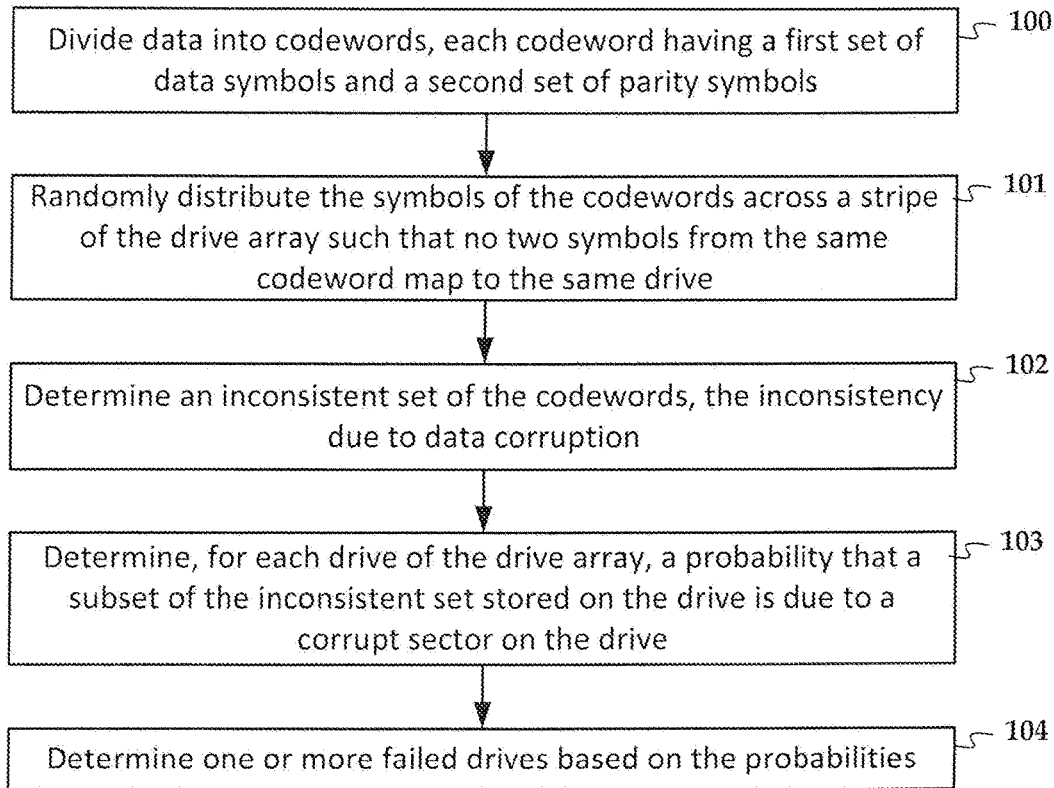 Divide data into codewords, each codeword having a first set of
data symbols and a second set of parity symbols
100
Randomly distribute the symbols of the codewords across a stripe
of the drive array such that no two symbols from the same
codeword map to the same drive
101
Determine an inconsistent set of the codewords, the inconsistency
due to data corruption
102
Determine, for each drive of the drive array, a probability that a
subset of the inconsistent set stored on the drive is due to a
corrupt sector on the drive
103
Determine one or more failed drives based on the probabilities
104